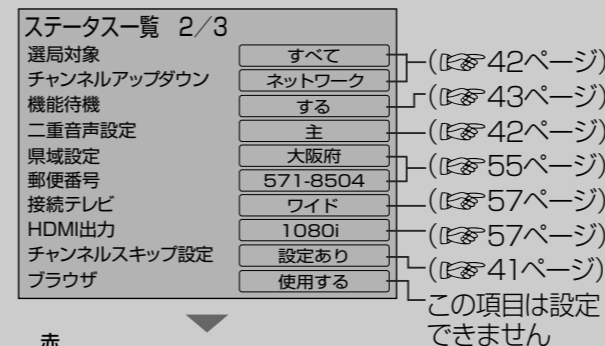 ステータス一覧 2/3
選局対象 すべて
チャンネルアップダウン ネットワーク
(☞42ページ)
機能待機 する (☞43ページ)
二重音声設定 主 (☞42ページ)
県域設定 大阪府
郵便番号 571-8504
(☞55ページ)
接続テレビ ワイド (☞57ページ)
HDMI出力 1080i (☞57ページ)
チャンネルスキップ設定 設定あり (☞41ページ)
ブラウザ 使用する
この項目は設定
できません